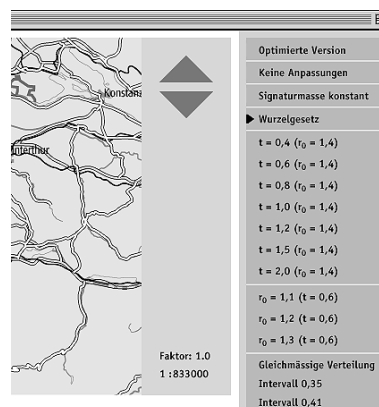 Konstan
interthur
Faktor: 1.0
1 :833000
Optimierte Version
Keine Anpassungen
Signaturmasse konstant
Wurzelgesetz
t = 0,4 (r₀ = 1,4)
t = 0,6 (r₀ = 1,4)
t = 0,8 (r₀ = 1,4)
t = 1,0 (r₀ = 1,4)
t = 1,2 (r₀ = 1,4)
t = 1,5 (r₀ = 1,4)
t = 2,0 (r₀ = 1,4)
r₀ = 1,1 (t = 0,6)
r₀ = 1,2 (t = 0,6)
r₀ = 1,3 (t = 0,6)
Gleichmässige Verteilung
Intervall 0,35
Intervall 0,41